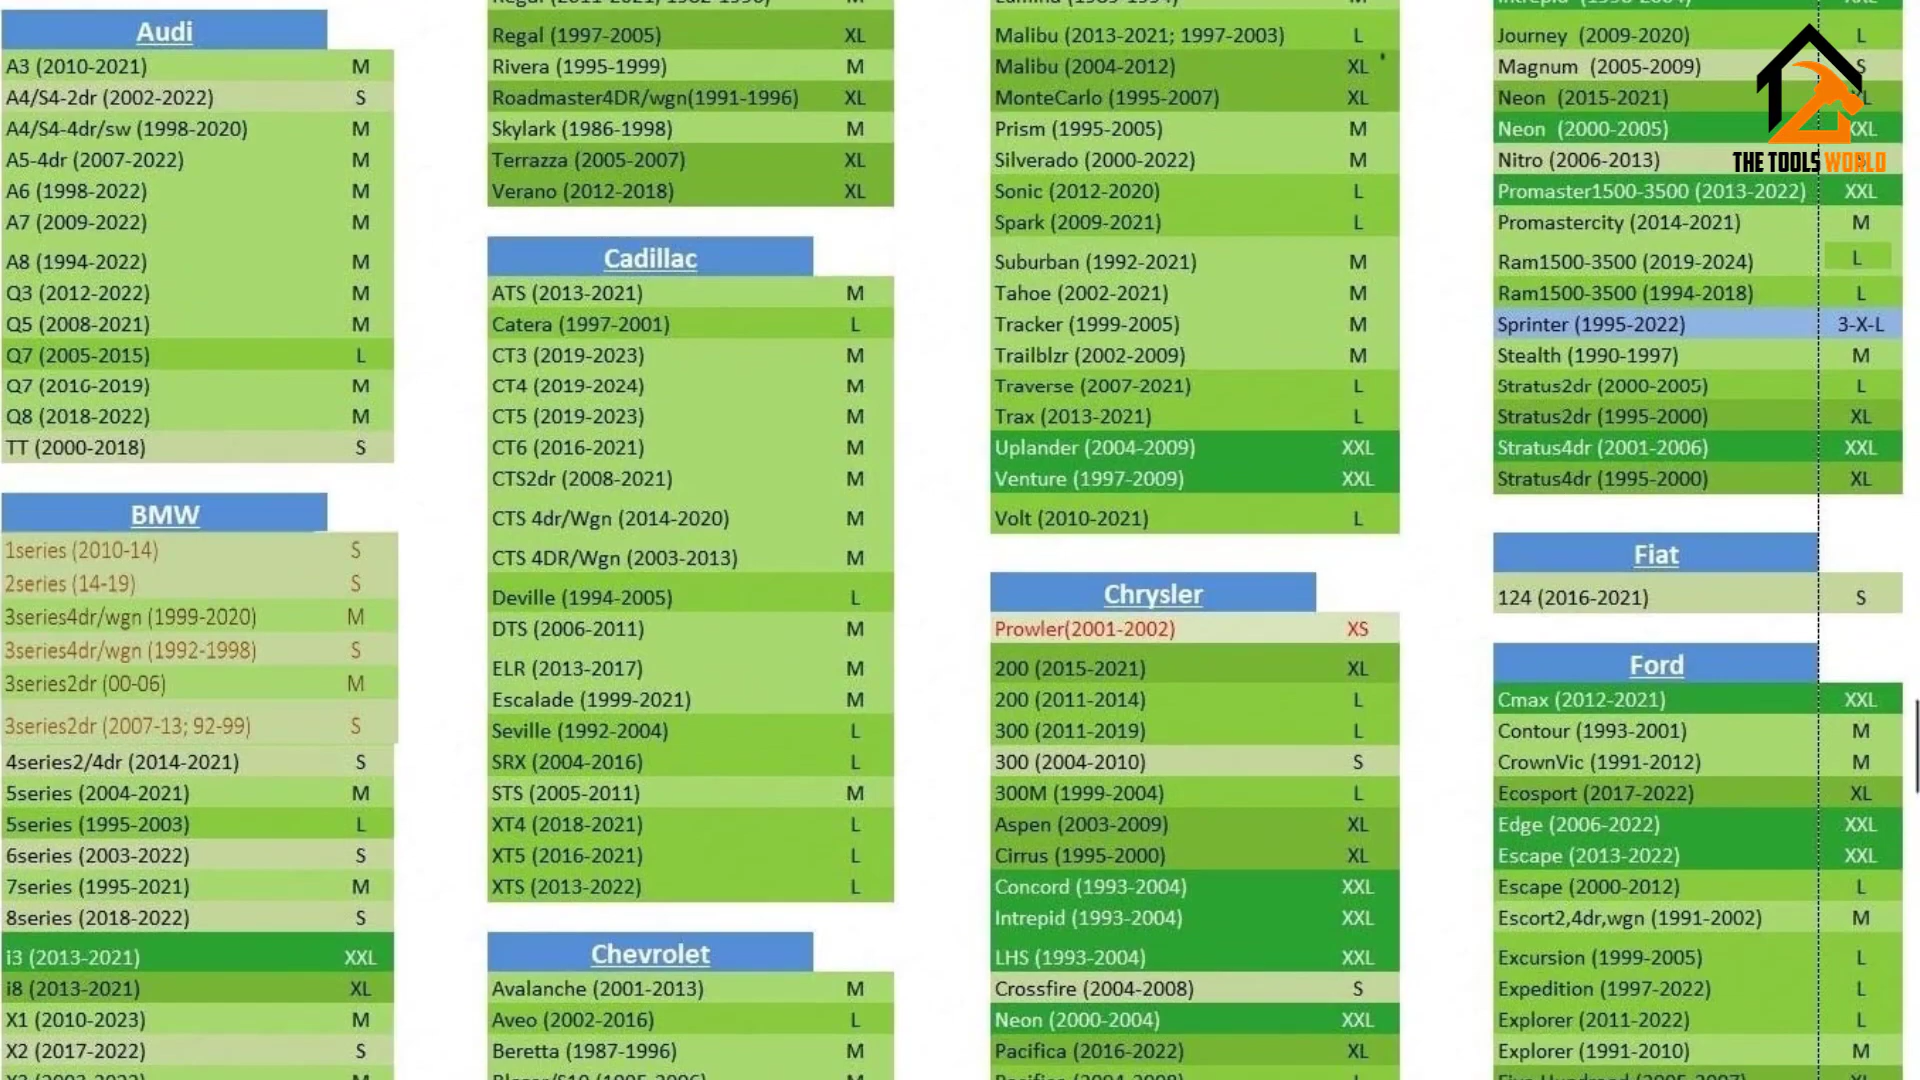 Audi
A3 (2010-2021) M
A4/S4-2dr (2002-2022) S
A4/S4-4dr/sw (1998-2020) M
A5-4dr (2007-2022) M
A6 (1998-2022) M
A7 (2009-2022) M
A8 (1994-2022) M
Q3 (2012-2022) M
Q5 (2008-2021) M
Q7 (2005-2015) L
Q7 (2016-2019) M
Q8 (2018-2022) M
TT (2000-2018) S
BMW
1series (2010-14) S
2series (14-19) S
3series4dr/wgn (1999-2020) M
3series4dr/wgn (1992-1998) S
3series2dr (00-06) M
3series2dr (2007-13; 92-99) S
4series2/4dr (2014-2021) S
5series (2004-2021) M
5series (1995-2003) L
6series (2003-2022) S
7series (1995-2021) M
8series (2018-2022) S
i3 (2013-2021) XXL
i8 (2013-2021) XL
X1 (2010-2023) M
X2 (2017-2022) S
Regal (1997-2005) XL
Rivera (1995-1999) M
Roadmaster4DR/wgn(1991-1996) XL
Skylark (1986-1998) M
Terrazza (2005-2007) XL
Verano (2012-2018) XL
Cadillac
ATS (2013-2021) M
Catera (1997-2001) L
CT3 (2019-2023) M
CT4 (2019-2024) M
CT5 (2019-2023) M
CT6 (2016-2021) M
CTS2dr (2008-2021) M
CTS 4dr/Wgn (2014-2020) M
CTS 4DR/Wgn (2003-2013) M
Deville (1994-2005) L
DTS (2006-2011) M
ELR (2013-2017) M
Escalade (1999-2021) M
Seville (1992-2004) L
SRX (2004-2016) L
STS (2005-2011) M
XT4 (2018-2021) L
XT5 (2016-2021) L
XTS (2013-2022) L
Chevrolet
Avalanche (2001-2013) M
Aveo (2002-2016) L
Beretta (1987-1996) M
Malibu (2013-2021; 1997-2003) L
Malibu (2004-2012) XL
MonteCarlo (1995-2007) XL
Prism (1995-2005) M
Silverado (2000-2022) M
Sonic (2012-2020) L
Spark (2009-2021) L
Suburban (1992-2021) M
Tahoe (2002-2021) M
Tracker (1999-2005) M
Trailblzr (2002-2009) M
Traverse (2007-2021) L
Trax (2013-2021) L
Uplander (2004-2009) XXL
Venture (1997-2009) XXL
Volt (2010-2021) L
Chrysler
Prowler(2001-2002) XS
200 (2015-2021) XL
200 (2011-2014) L
300 (2011-2019) L
300 (2004-2010) S
300M (1999-2004) L
Aspen (2003-2009) XL
Cirrus (1995-2000) XL
Concord (1993-2004) XXL
Intrepid (1993-2004) XXL
LHS (1993-2004) XXL
Crossfire (2004-2008) S
Neon (2000-2004) XXL
Pacifica (2016-2022) XL
Journey (2009-2020) L
Magnum (2005-2009) S
Neon (2015-2021) XL
Neon (2000-2005) XXL
Nitro (2006-2013)
THE TOOLS WORLD
Promaster1500-3500 (2013-2022) XXL
Promastercity (2014-2021) M
Ram1500-3500 (2019-2024) L
Ram1500-3500 (1994-2018) L
Sprinter (1995-2022) 3-X-L
Stealth (1990-1997) M
Stratus2dr (2000-2005) L
Stratus2dr (1995-2000) XL
Stratus4dr (2001-2006) XXL
Stratus4dr (1995-2000) XL
Fiat
124 (2016-2021) S
Ford
Cmax (2012-2021) XXL
Contour (1993-2001) M
CrownVic (1991-2012) M
Ecosport (2017-2022) XL
Edge (2006-2022) XXL
Escape (2013-2022) XXL
Escape (2000-2012) L
Escort2,4dr,wgn (1991-2002) M
Excursion (1999-2005) L
Expedition (1997-2022) L
Explorer (2011-2022) L
Explorer (1991-2010) M